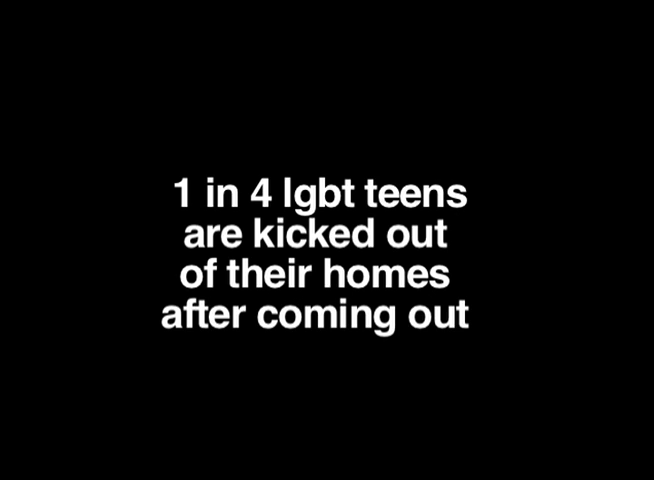 1 in 4 lgbt teens
are kicked out
of their homes
after coming out